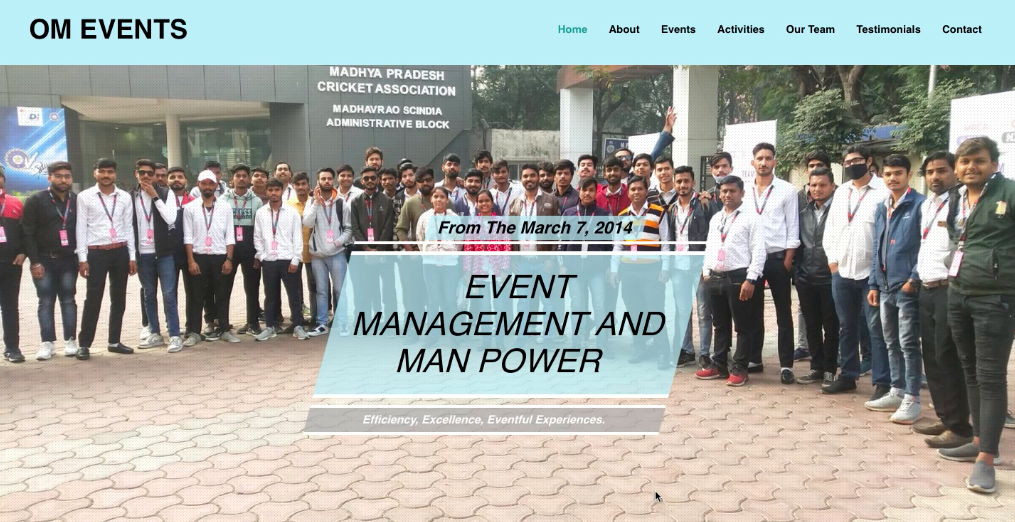 OM EVENTS
Home About Events Activities Our Team Testimonials Contact
MADHYA PRADESH
CRICKET ASSOCIATION
MADHAVRAO SCINDIA
ADMINISTRATIVE BLOCK
From The March 7, 2014
EVENT
MANAGEMENT AND
MAN POWER
Efficiency, Excellence, Eventful Experiences.